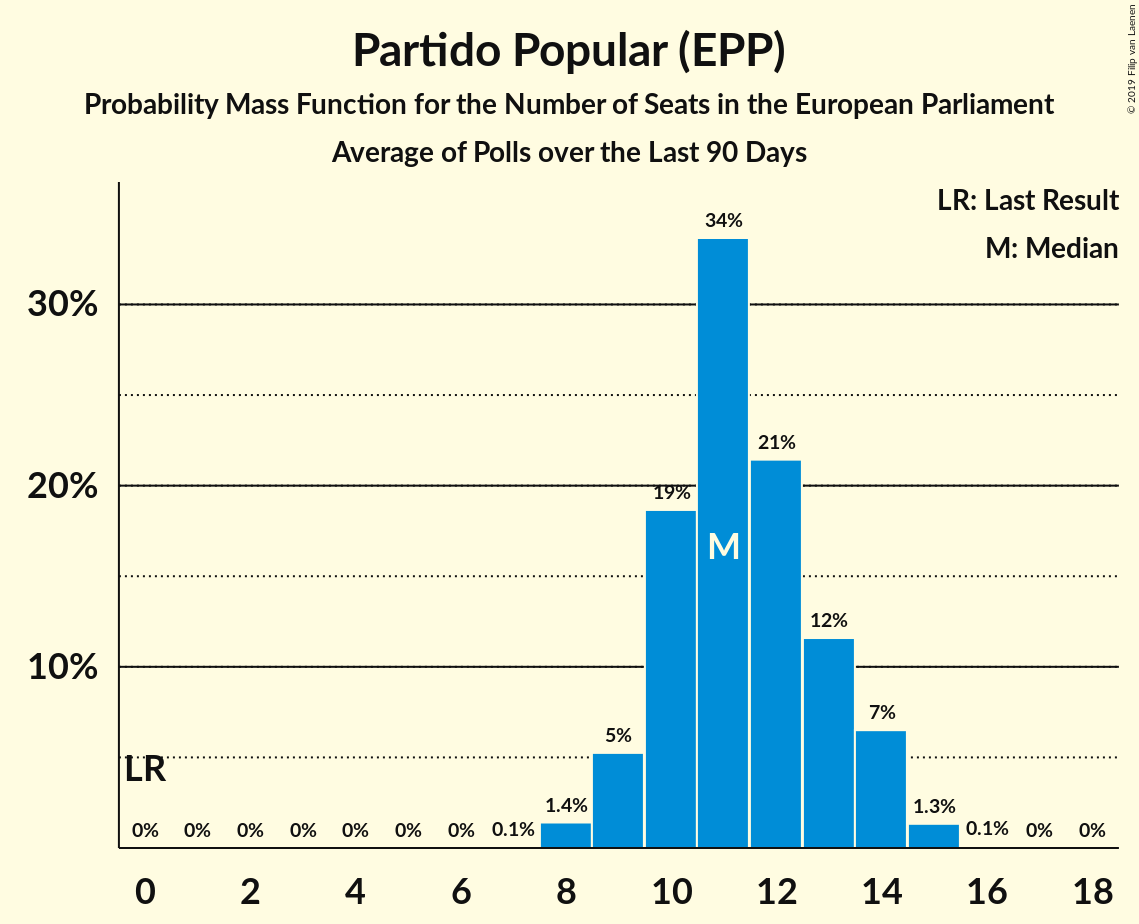 Partido Popular (EPP)
Probability Mass Function for the Number of Seats in the European Parliament
Average of Polls over the Last 90 Days
© 2019 Filip van Laenen
LR: Last Result
M: Median
34%
30%
21%
20%
19%
M
12%
10%
7%
5%
LR
1.4%
1.3%
0% 0% 0% 0% 0% 0% 0% 0.1% 0.1% 0% 0%
0 2 4 6 8 10 12 14 16 18